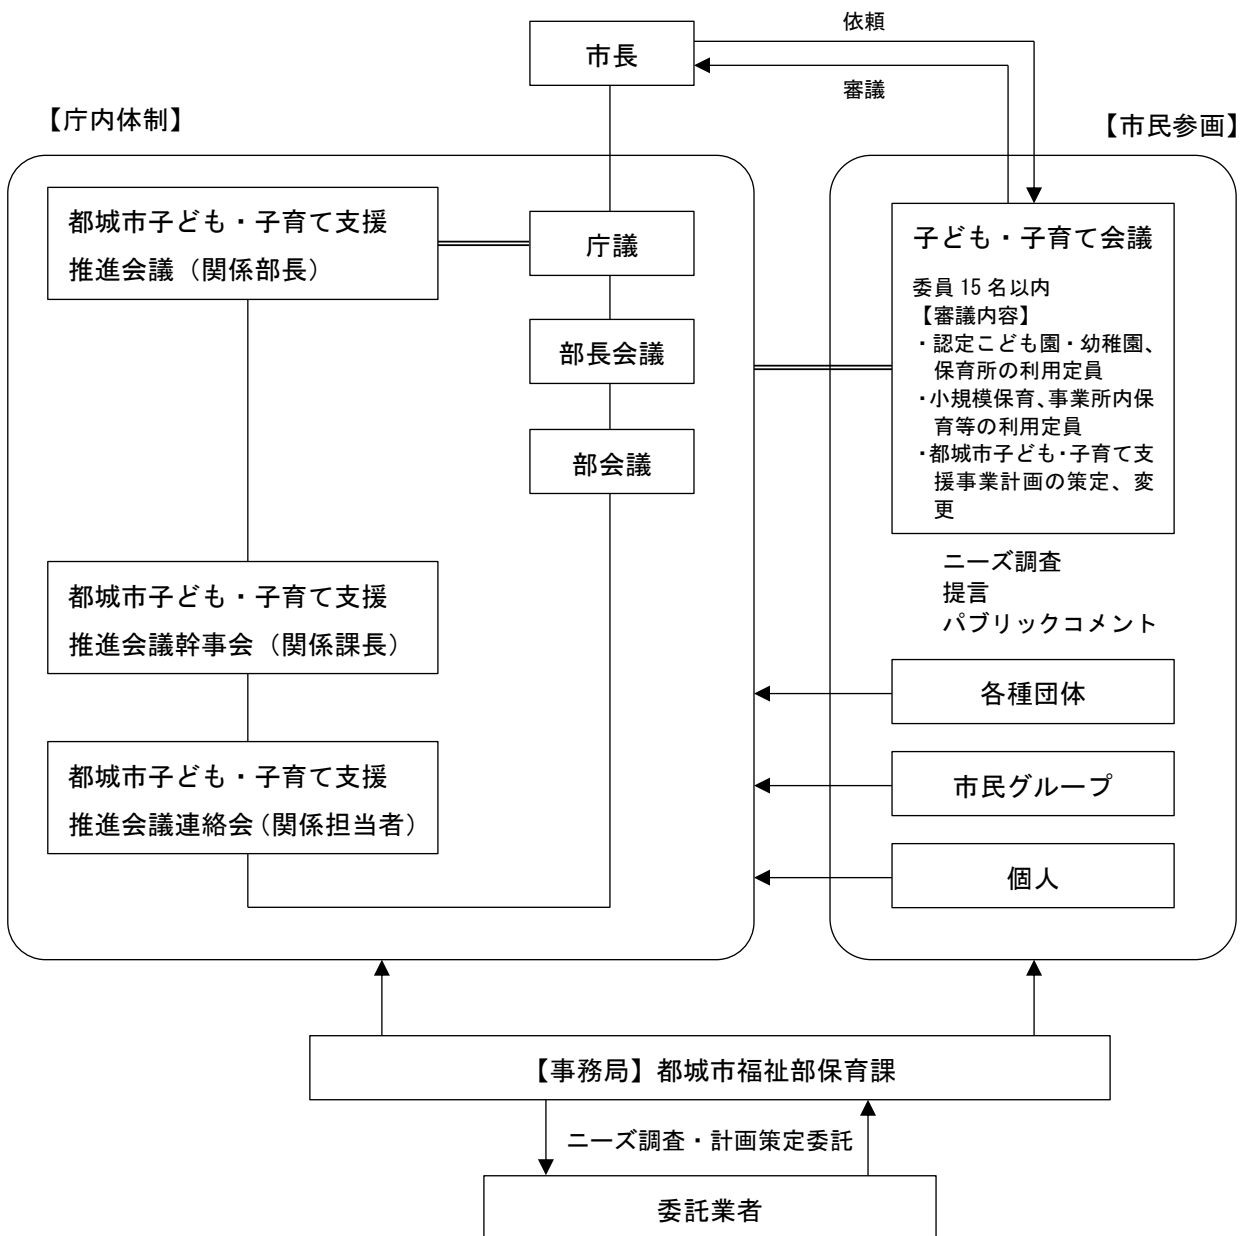 市長
依頼
審議
【庁内体制】
【市民参画】
都城市子ども・子育て支援
推進会議（関係部長）
庁議
部長会議
部会議
都城市子ども・子育て支援
推進会議幹事会（関係課長）
都城市子ども・子育て支援
推進会議連絡会（関係担当者）
子ども・子育て会議
委員 15 名以内
【審議内容】
・認定こども園・幼稚園、
保育所の利用定員
・小規模保育、事業所内保
育等の利用定員
・都城市子ども・子育て支
援事業計画の策定、変
更
ニーズ調査
提言
パブリックコメント
各種団体
市民グループ
個人
【事務局】都城市福祉部保育課
ニーズ調査・計画策定委託
委託業者